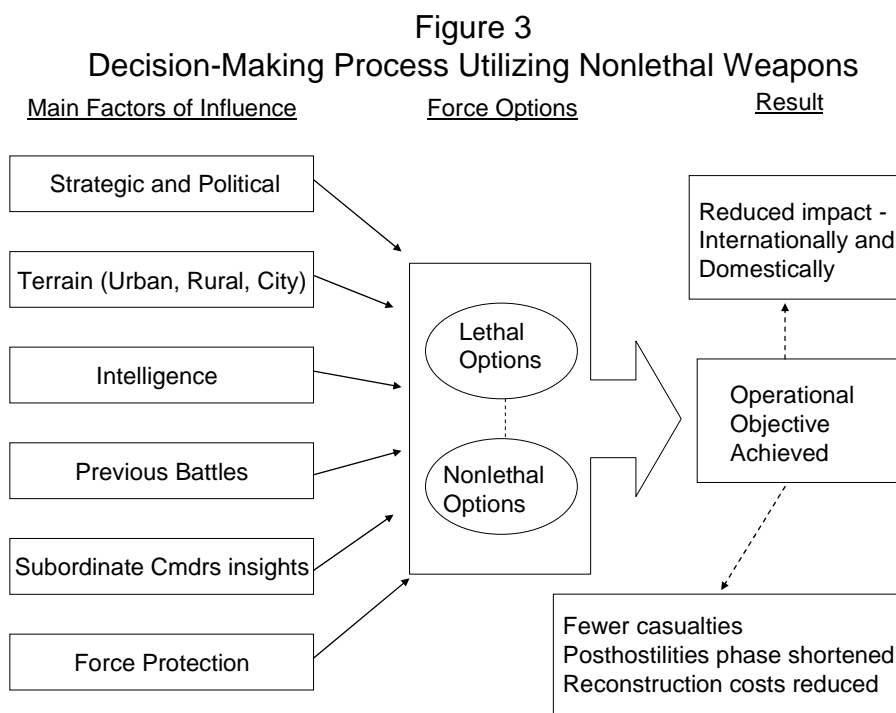 Figure 3
Decision-Making Process Utilizing Nonlethal Weapons
Main Factors of Influence
Force Options
Result
Strategic and Political
Terrain (Urban, Rural, City)
Intelligence
Previous Battles
Subordinate Cmdrs insights
Force Protection
Lethal
Options
Nonlethal
Options
Reduced impact -
Internationally and
Domestically
Operational
Objective
Achieved
Fewer casualties
Posthostilities phase shortened
Reconstruction costs reduced